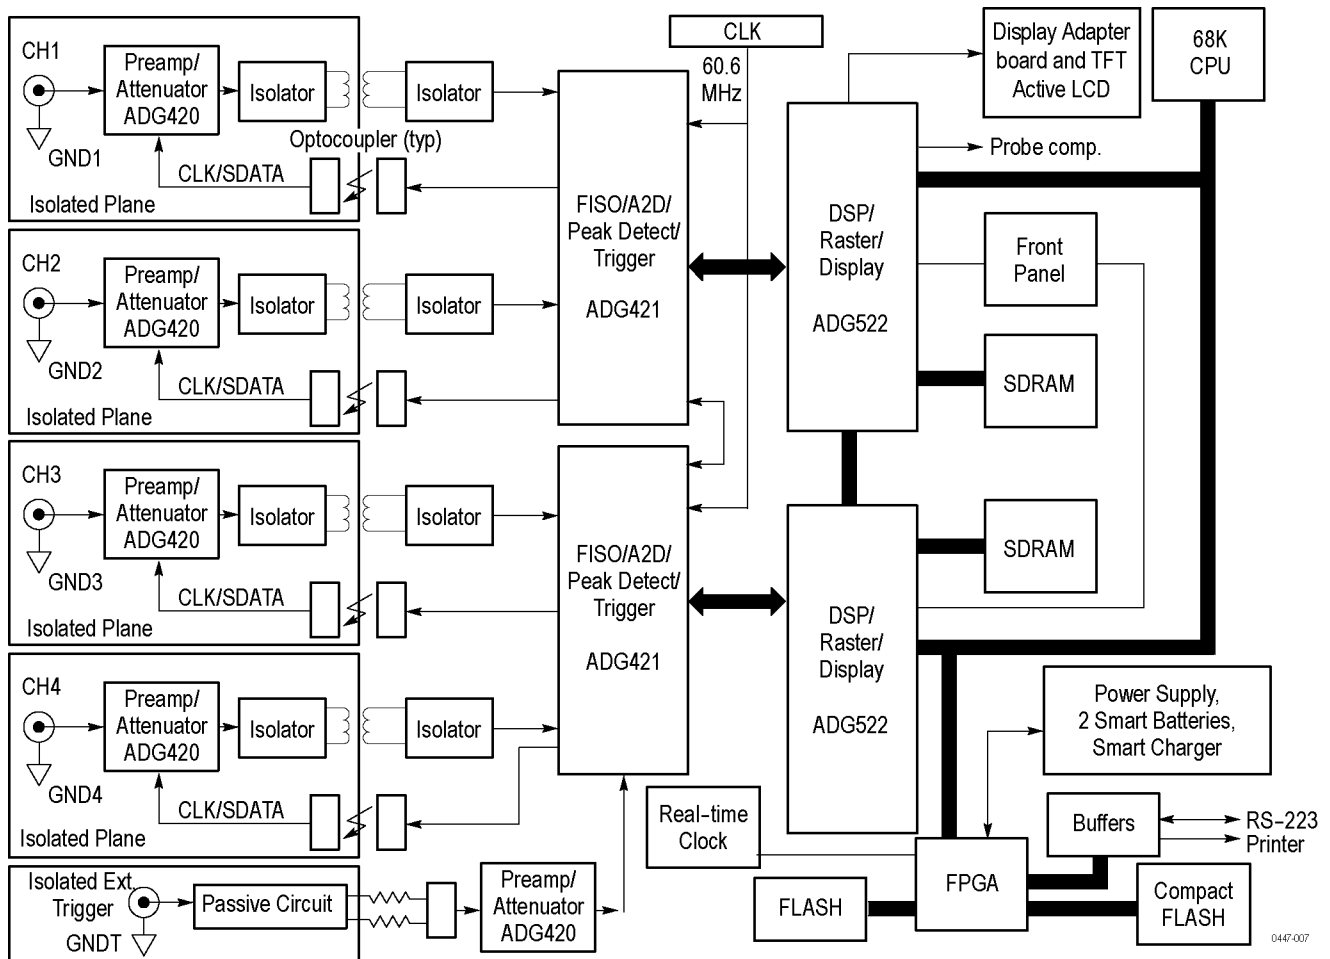 CH1
Preamp/
Attenuator
ADG420
Isolator
Isolator
GND1
Optocoupler (typ)
CLK/SDATA
Isolated Plane
CH2
Preamp/
Attenuator
ADG420
Isolator
Isolator
GND2
CLK/SDATA
Isolated Plane
CH3
Preamp/
Attenuator
ADG420
Isolator
Isolator
GND3
CLK/SDATA
Isolated Plane
CH4
Preamp/
Attenuator
ADG420
Isolator
Isolator
GND4
CLK/SDATA
Isolated Plane
Isolated Ext.
Trigger
GNDT
Passive Circuit
Preamp/
Attenuator
ADG420
FISO/A2D/
Peak Detect/
Trigger
ADG421
FISO/A2D/
Peak Detect/
Trigger
ADG421
CLK
60.6
MHz
DSP/
Raster/
Display
ADG522
DSP/
Raster/
Display
ADG522
Display Adapter
board and TFT
Active LCD
68K
CPU
Probe comp.
Front
Panel
SDRAM
SDRAM
Power Supply,
2 Smart Batteries,
Smart Charger
Real-time
Clock
Buffers
RS-223
Printer
FPGA
FLASH
Compact
FLASH
0447-007